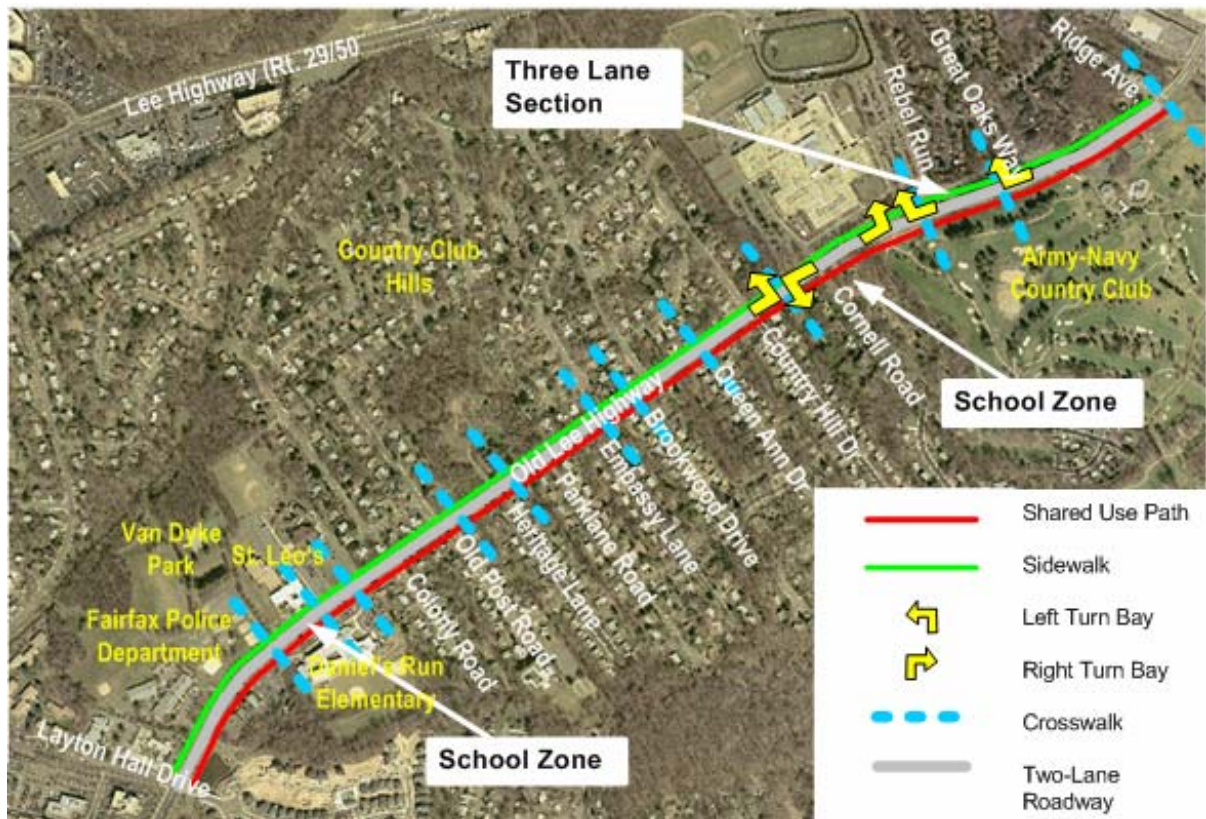 Lee Highway (Rt. 29/50
Three Lane
Section
Rebel Run
Great Oaks Way
Ridge Ave
Country Club
Hills
Army-Navy
Country Club
Cornell Road
School Zone
Country Hill Dr.
Queen Ann Dr.
Brookwood Drive
Old Lee Highway
Embassy Lane
Parklane Road
Heritage Lane
Old Post Road
Colony Road
Van Dyke
Park
St. Leo's
Fairfax Police
Department
Daniel's Run
Elementary
School Zone
Layton Hall Drive
Shared Use Path
Sidewalk
Left Turn Bay
Right Turn Bay
Crosswalk
Two-Lane
Roadway